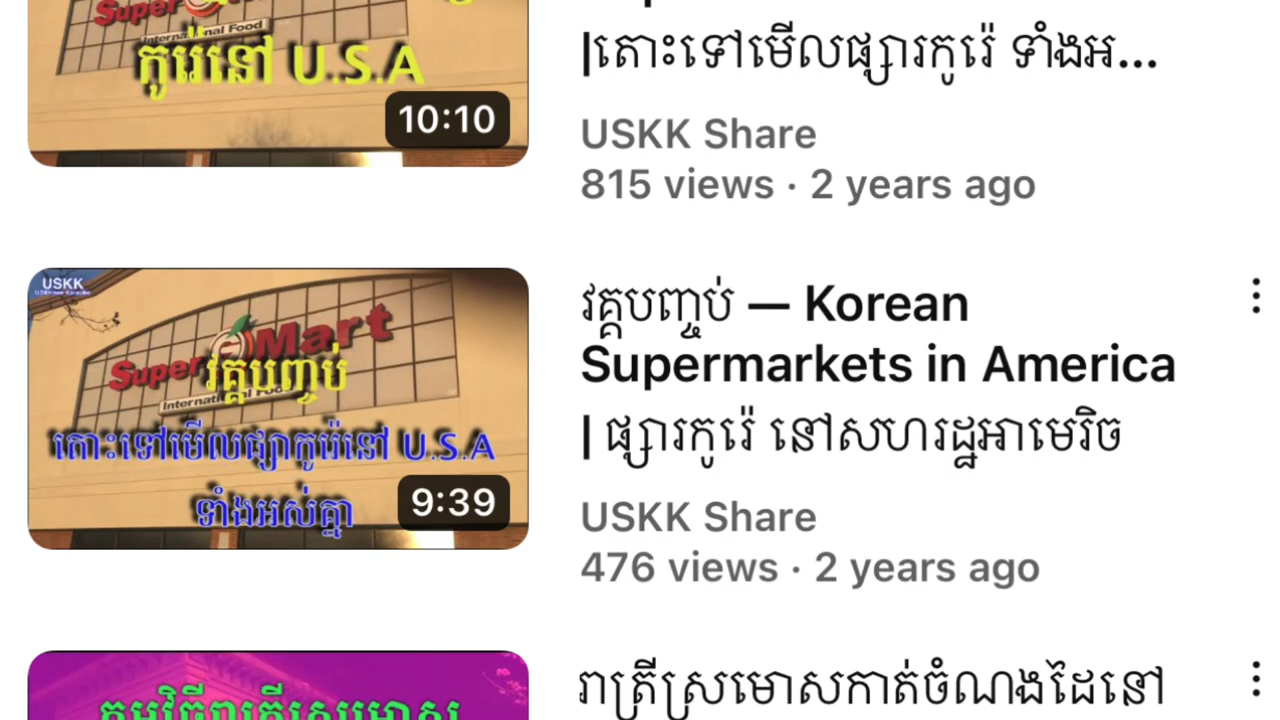 Super Mart
International Food
កូរ៉េនៅ U.S.A
10:10
|តោះទៅមើលផ្សារកូរ៉េ ទាំងអ...
USKK Share
815 views · 2 years ago
USKK
Super Mart
International Food
វគ្គបញ្ចប់
តោះទៅមើលផ្សាកូរ៉េនៅ U.S.A
ទាំងអស់គ្នា
9:39
វគ្គបញ្ចប់ — Korean
Supermarkets in America
| ផ្សារកូរ៉េ នៅសហរដ្ឋអាមេរិច
USKK Share
476 views · 2 years ago
រាត្រីស្រមោសកាត់ចំណងដៃនៅ